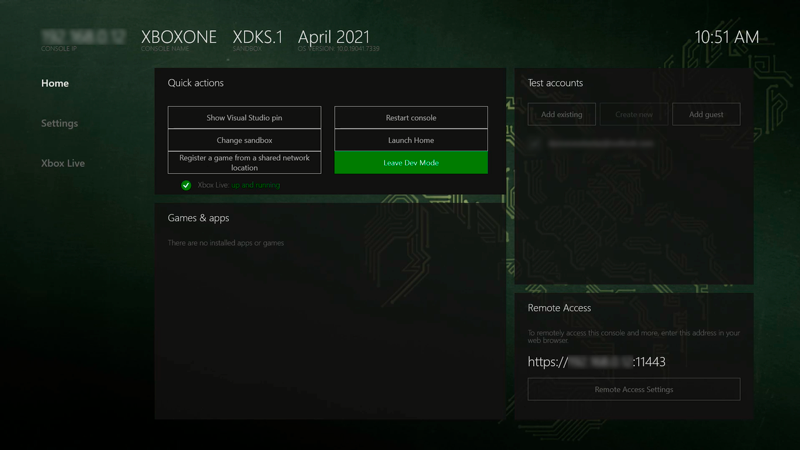 XBOXONE XDKS.1 April 2021 10:51 AM
CONSOLE IP CONSOLE NAME SANDBOX OS VERSION: 10.0.19041.7339
Home
Settings
Xbox Live
Quick actions
Show Visual Studio pin
Change sandbox
Register a game from a shared network
location
Restart console
Launch Home
Leave Dev Mode
Xbox Live: up and running
Games & apps
There are no installed apps or games
Test accounts
Add existing Create new Add guest
Remote Access
To remotely access this console and more, enter this address in your
web browser
https:// :11443
Remote Access Settings